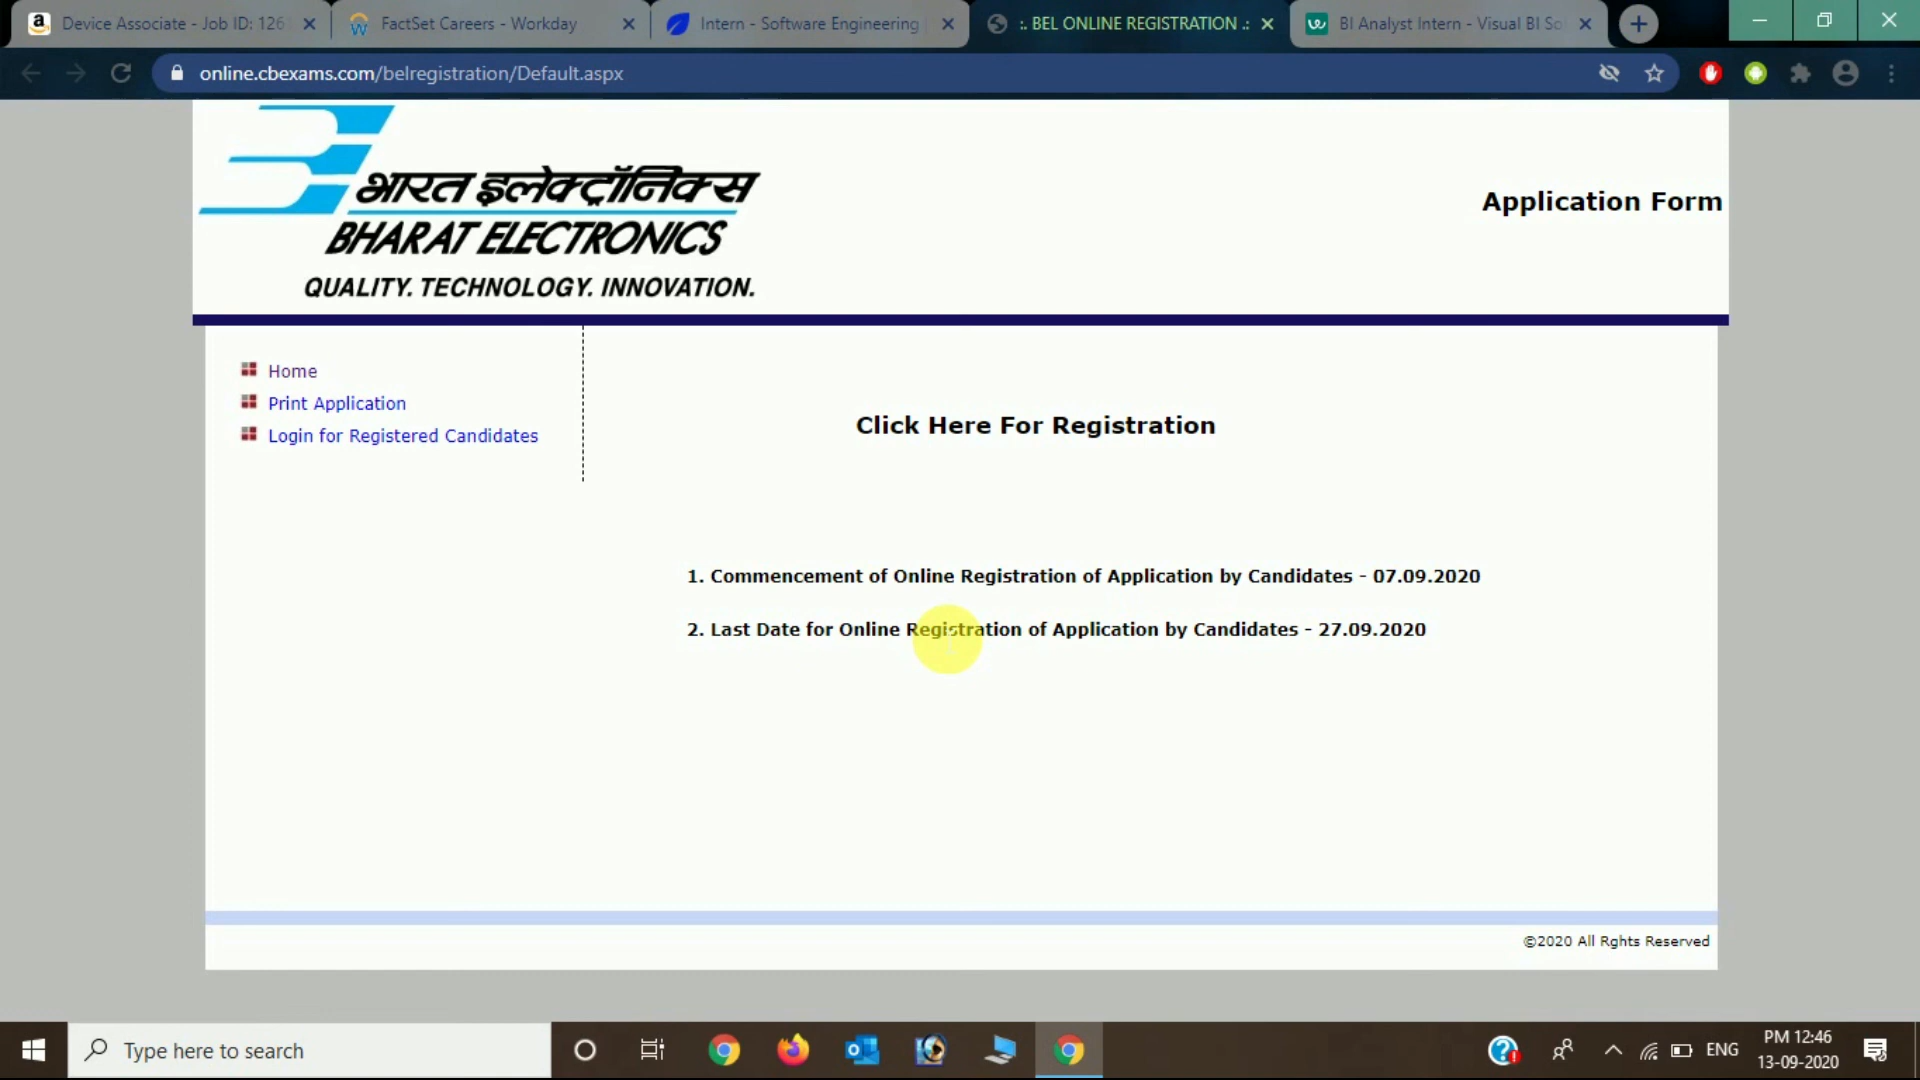 Device Associate - Job ID: 126
FactSet Careers - Workday
Intern - Software Engineering
:. BEL ONLINE REGISTRATION .:
BI Analyst Intern - Visual BI So
online.cbexams.com/belregistration/Default.aspx
भारत इलेक्ट्रॉनिक्स
BHARAT ELECTRONICS
QUALITY. TECHNOLOGY. INNOVATION.
Application Form
Home
Print Application
Login for Registered Candidates
Click Here For Registration
1. Commencement of Online Registration of Application by Candidates - 07.09.2020
2. Last Date for Online Registration of Application by Candidates - 27.09.2020
©2020 All Rghts Reserved
Type here to search
ENG
PM 12:46
13-09-2020